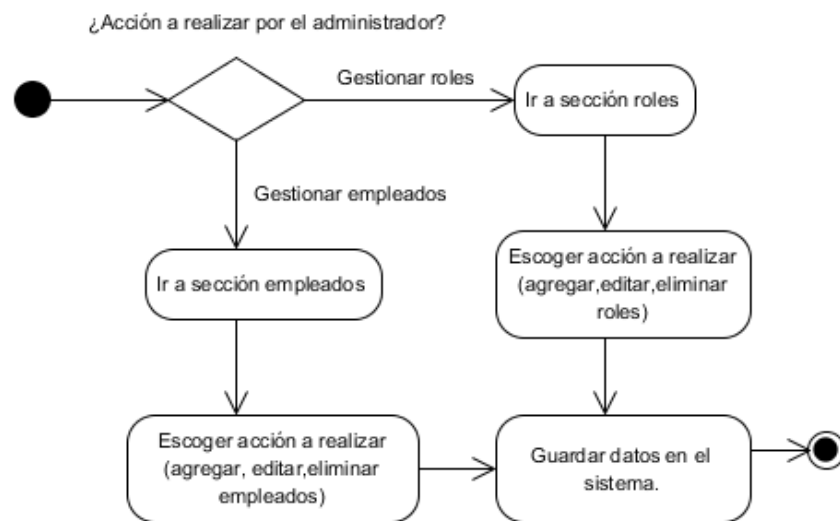 ¿Acción a realizar por el administrador?
Gestionar roles
Ir a sección roles
Gestionar empleados
Ir a sección empleados
Escoger acción a realizar
(agregar,editar,eliminar
roles)
Escoger acción a realizar
(agregar, editar,eliminar
empleados)
Guardar datos en el
sistema.